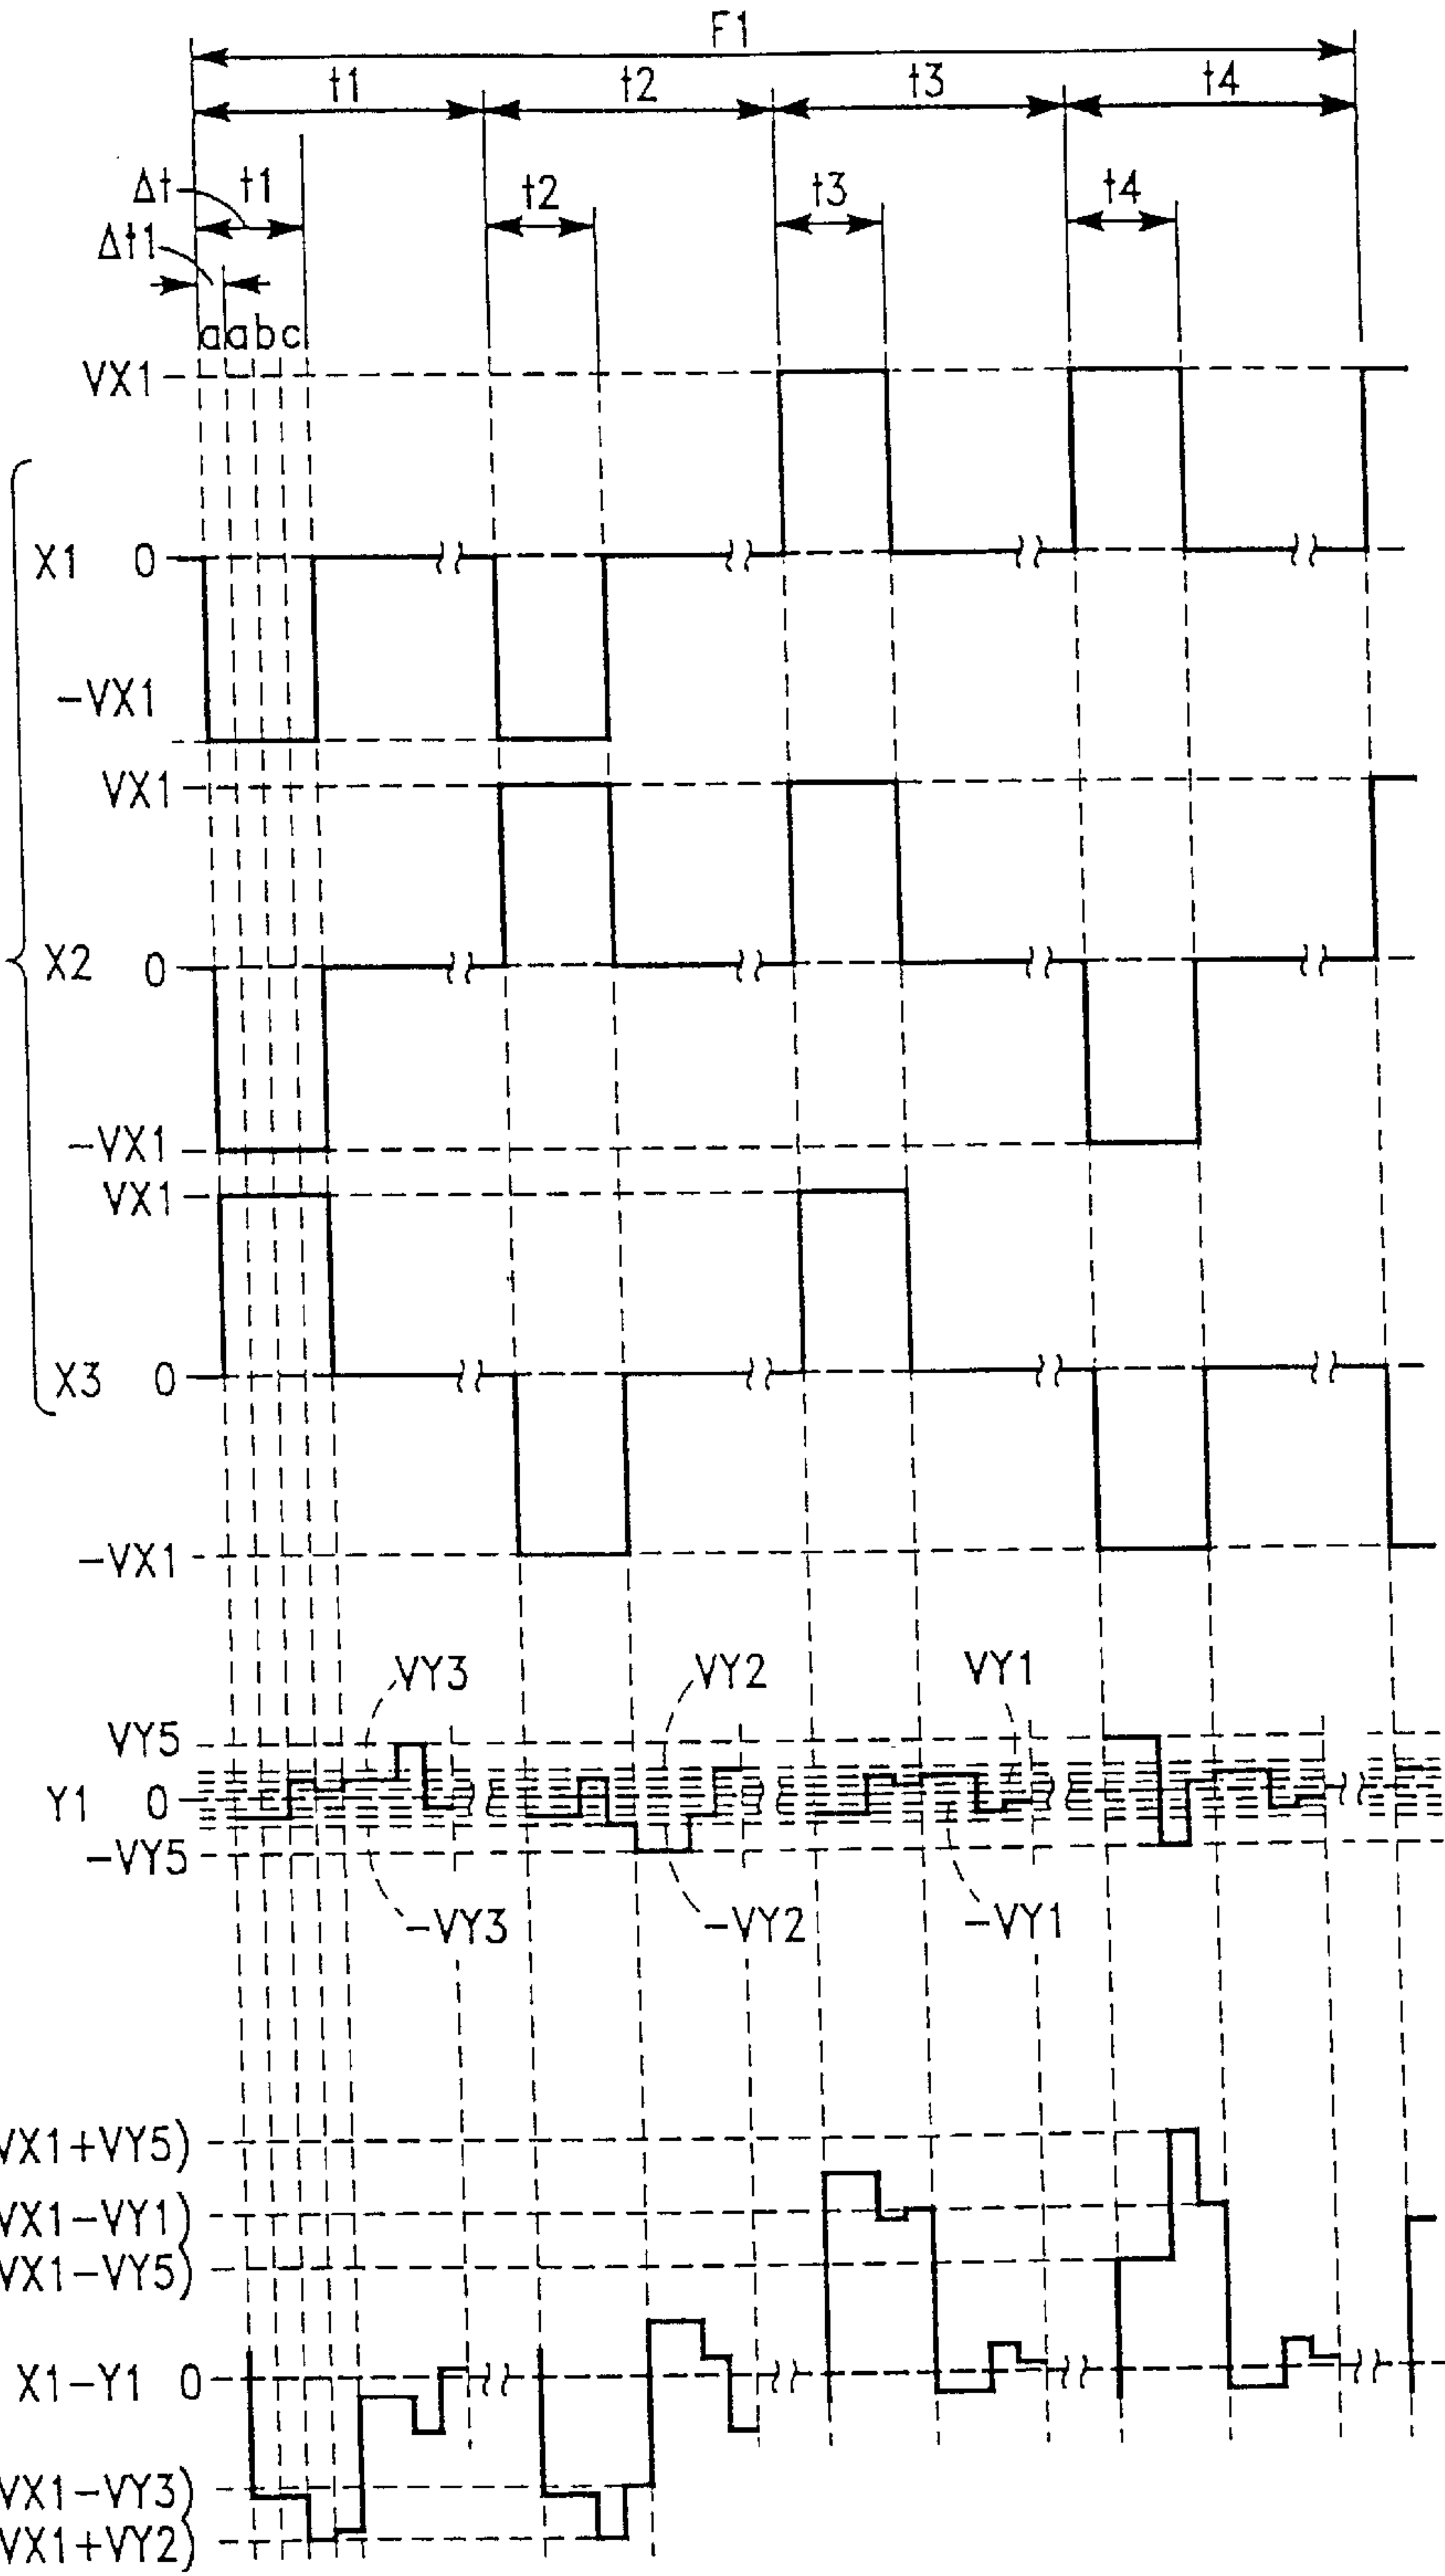 F1
t1 t2 t3 t4
Δt t1 t2 t3 t4
Δt1
a a b c
VX1
X1 0
-VX1
VX1
X2 0
-VX1
VX1
X3 0
-VX1
VY3 VY2 VY1
VY5
Y1 0
-VY5
-VY3 -VY2 -VY1
VX1+VY5)
VX1-VY1)
VX1-VY5)
X1-Y1 0
VX1-VY3)
VX1+VY2)